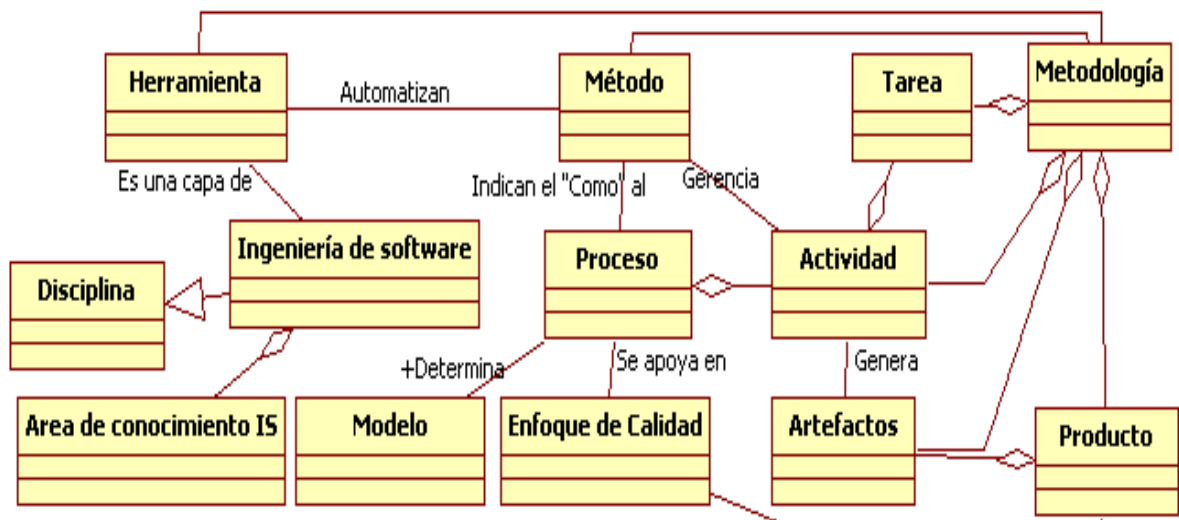 Herramienta
Método
Tarea
Metodología
Automatizan
Es una capa de
Indican el "Como" al
Gerencia
Ingeniería de software
Proceso
Actividad
Disciplina
+Determina
Se apoya en
Genera
Area de conocimiento IS
Modelo
Enfoque de Calidad
Artefactos
Producto